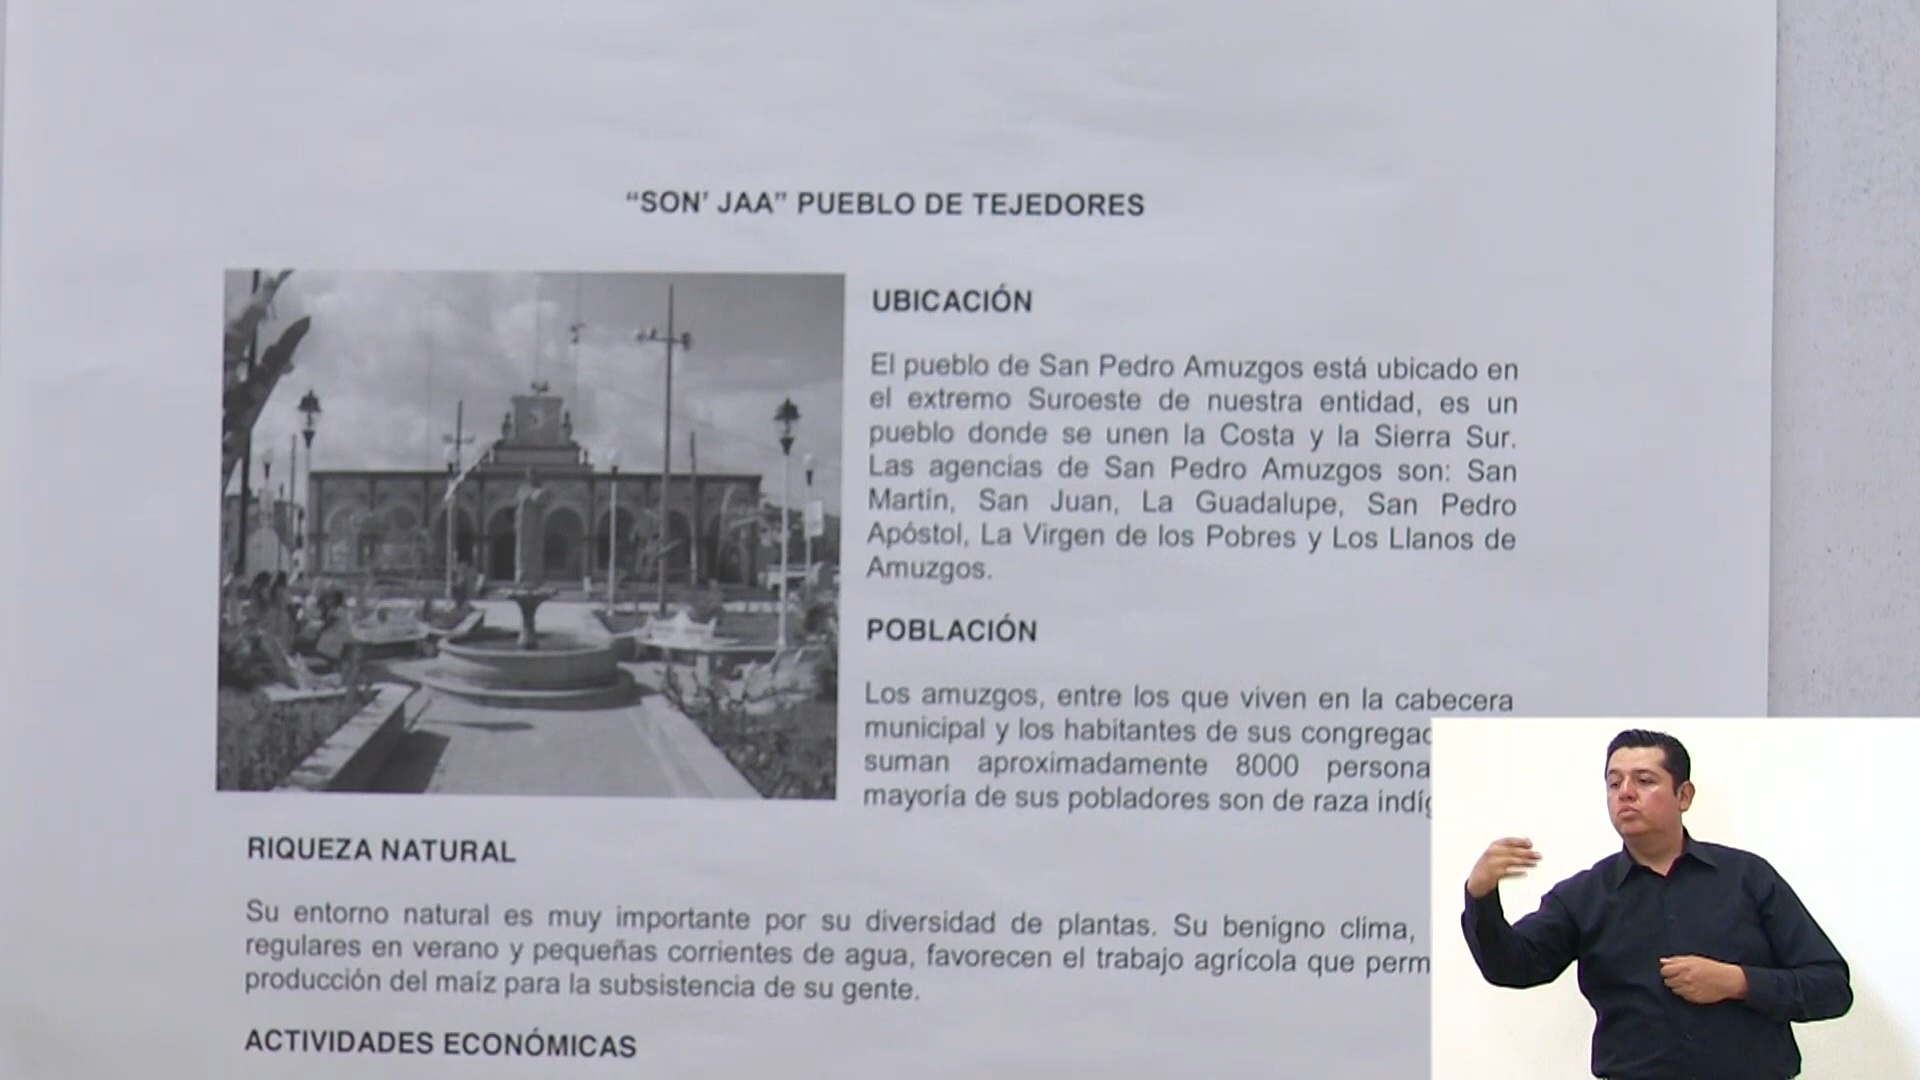 “SON’ JAA” PUEBLO DE TEJEDORES
UBICACIÓN
El pueblo de San Pedro Amuzgos está ubicado en
el extremo Suroeste de nuestra entidad, es un
pueblo donde se unen la Costa y la Sierra Sur.
Las agencias de San Pedro Amuzgos son: San
Martín, San Juan, La Guadalupe, San Pedro
Apóstol, La Virgen de los Pobres y Los Llanos de
Amuzgos.
POBLACIÓN
Los amuzgos, entre los que viven en la cabecera
municipal y los habitantes de sus
suman aproximadamente 8000
mayoría de sus pobladores son de raza
RIQUEZA NATURAL
Su entorno natural es muy importante por su diversidad de plantas. Su benigno clima,
regulares en verano y pequeñas corrientes de agua, favorecen el trabajo agrícola que
producción del maíz para la subsistencia de su gente.
ACTIVIDADES ECONÓMICAS